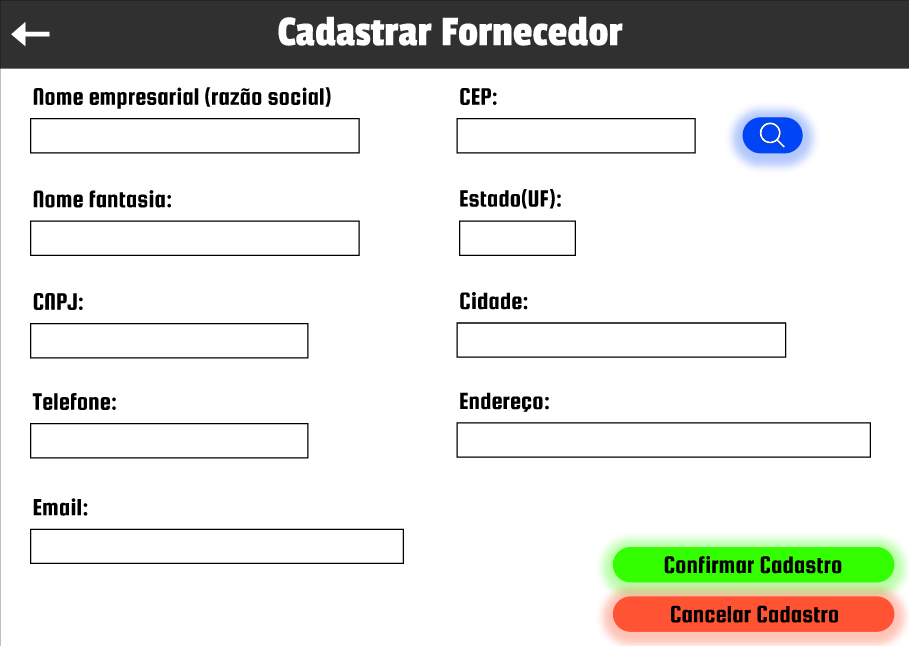 Cadastrar Fornecedor
Nome empresarial (razão social)
CEP:
Nome fantasia:
Estado(UF):
CNPJ:
Cidade:
Telefone:
Endereço:
Email:
Confirmar Cadastro
Cancelar Cadastro